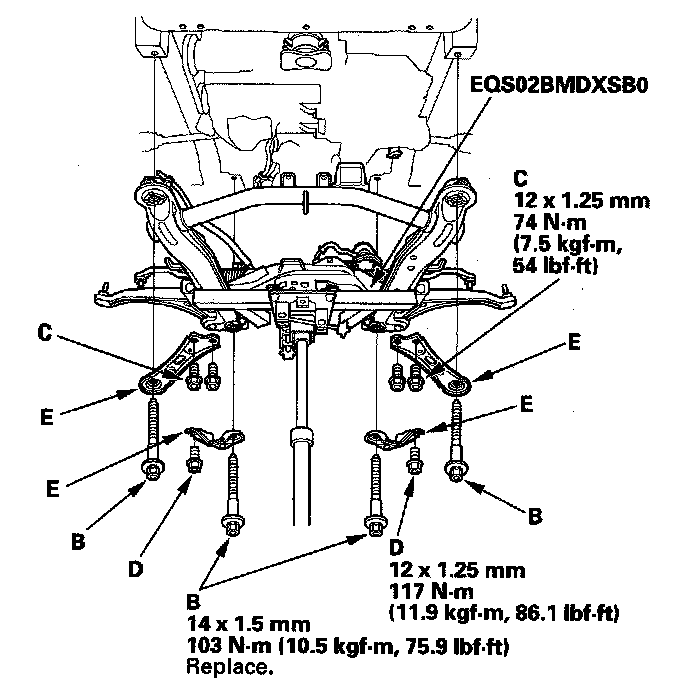 EQS02BMDXSB0
C
12 x 1.25 mm
74 N·m
(7.5 kgf·m,
54 lbf·ft)
C
E
E
E
E
B
D
B
D
12 x 1.25 mm
117 N·m
(11.9 kgf·m, 86.1 lbf·ft)
B
14 x 1.5 mm
103 N·m (10.5 kgf·m, 75.9 lbf·ft)
Replace.